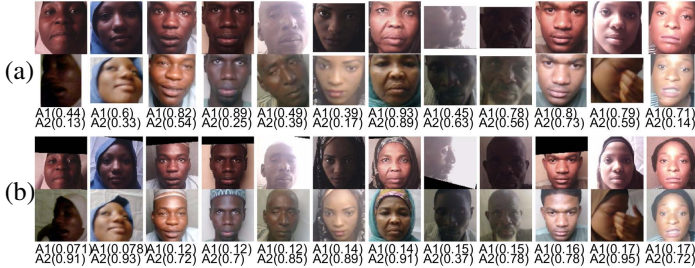 (a)
A1(0.44) A1(0.5) A1(0.82) A1(0.89) A1(0.49) A1(0.39) A1(0.93) A1(0.45) A1(0.78) A1(0.8) A1(0.79) A1(0.71)
A2(0.13) A2(0.33) A2(0.54) A2(0.25) A2(0.39) A2(0.17) A2(0.89) A2(0.63) A2(0.56) A2(0.73) A2(0.59) A2(0.14)
(b)
A1(0.071) A1(0.078) A1(0.12) A1(0.12) A1(0.12) A1(0.12) A1(0.14) A1(0.15) A1(0.15) A1(0.16) A1(0.17) A1(0.17)
A2(0.91) A2(0.93) A2(0.72) A2(0.7) A2(0.85) A2(0.89) A2(0.91) A2(0.37) A2(0.78) A2(0.78) A2(0.95) A2(0.72)